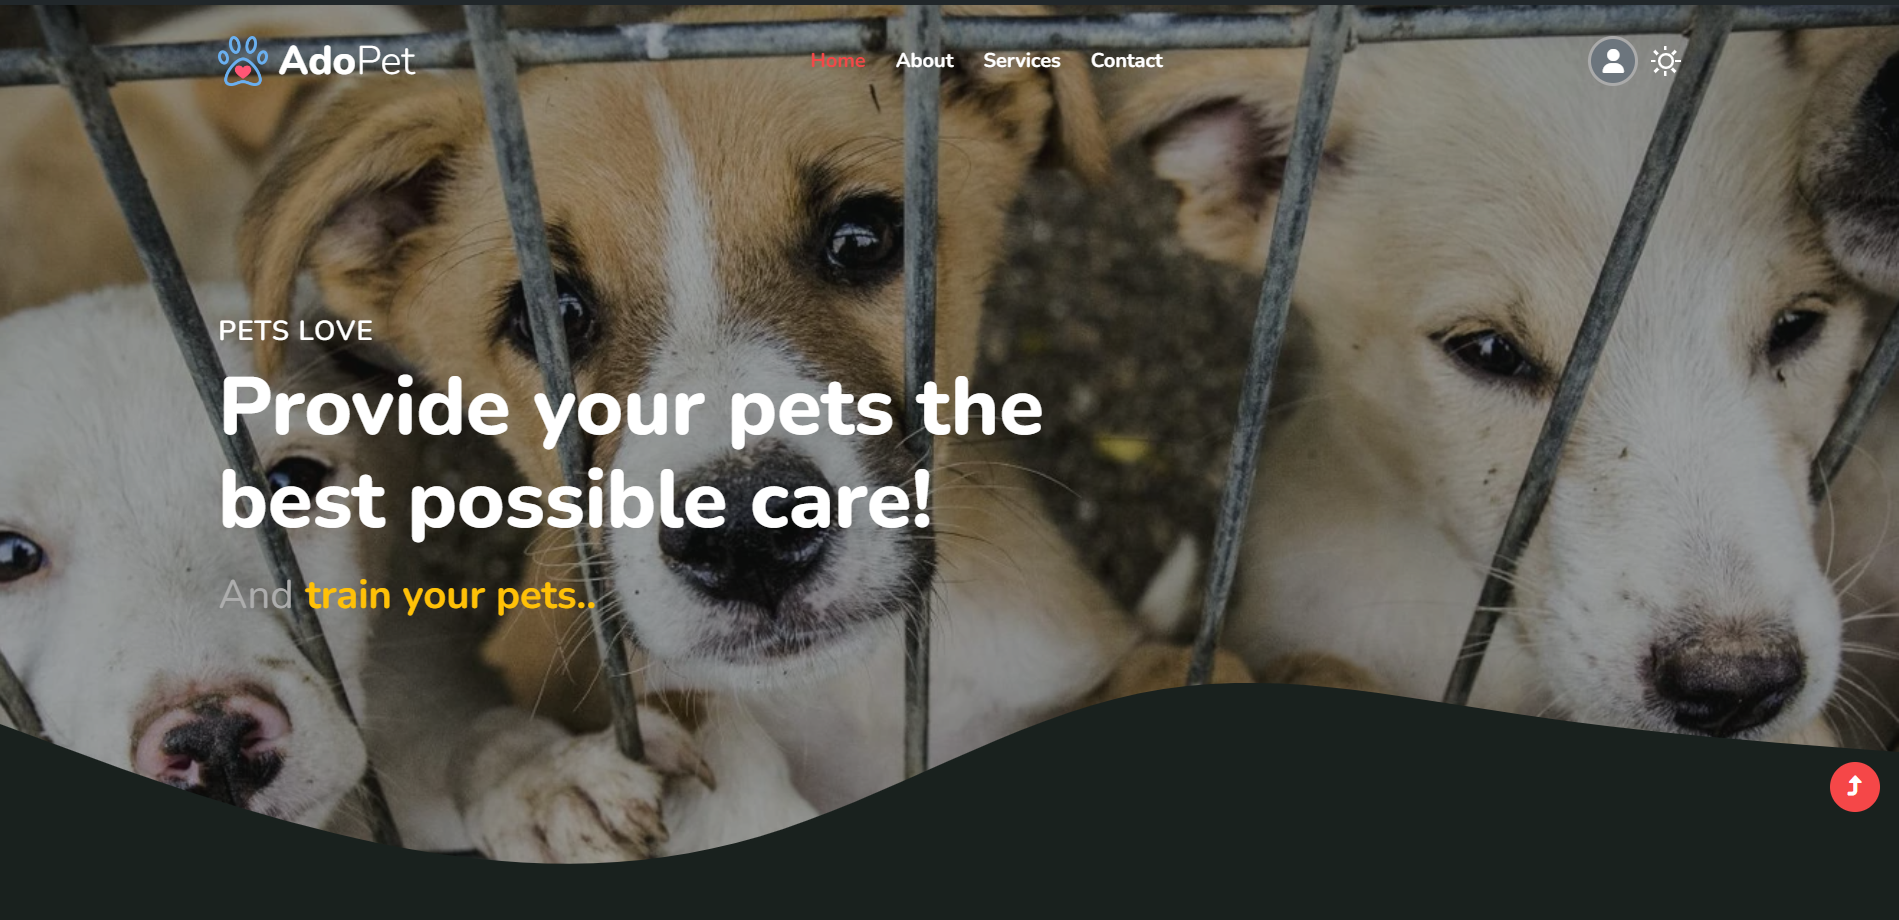 AdoPet
Home About Services Contact
PETS LOVE
Provide your pets the
best possible care!
And train your pets..